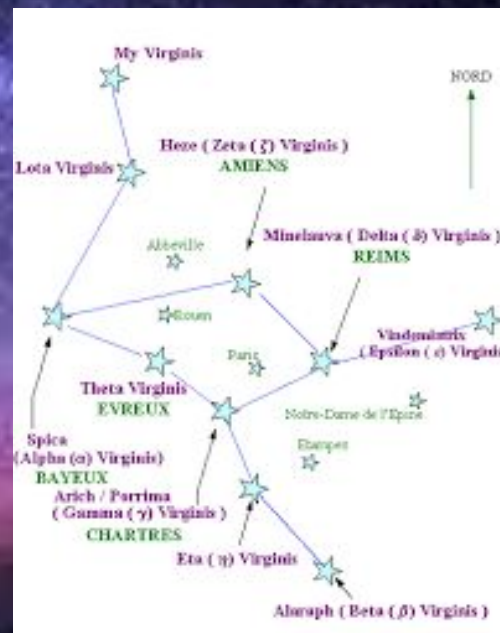 My Virginis
NORD
Heze ( Zeta ( ζ) Virginis )
AMIENS
Lota Virginis
Minelauva ( Delta ( δ) Virginis )
REIMS
Abbeville
Rouen
Vindemiatrix
( Epsilon ( ε) Virginis
Paris
Theta Virginis
EVREUX
Notre-Dame de l'Epine
Etampes
Spica
(Alpha (α) Virginis)
BAYEUX
Arich / Porrima
( Gamma ( γ) Virginis )
CHARTRES
Eta ( η) Virginis
Alaraph ( Beta ( β) Virginis )